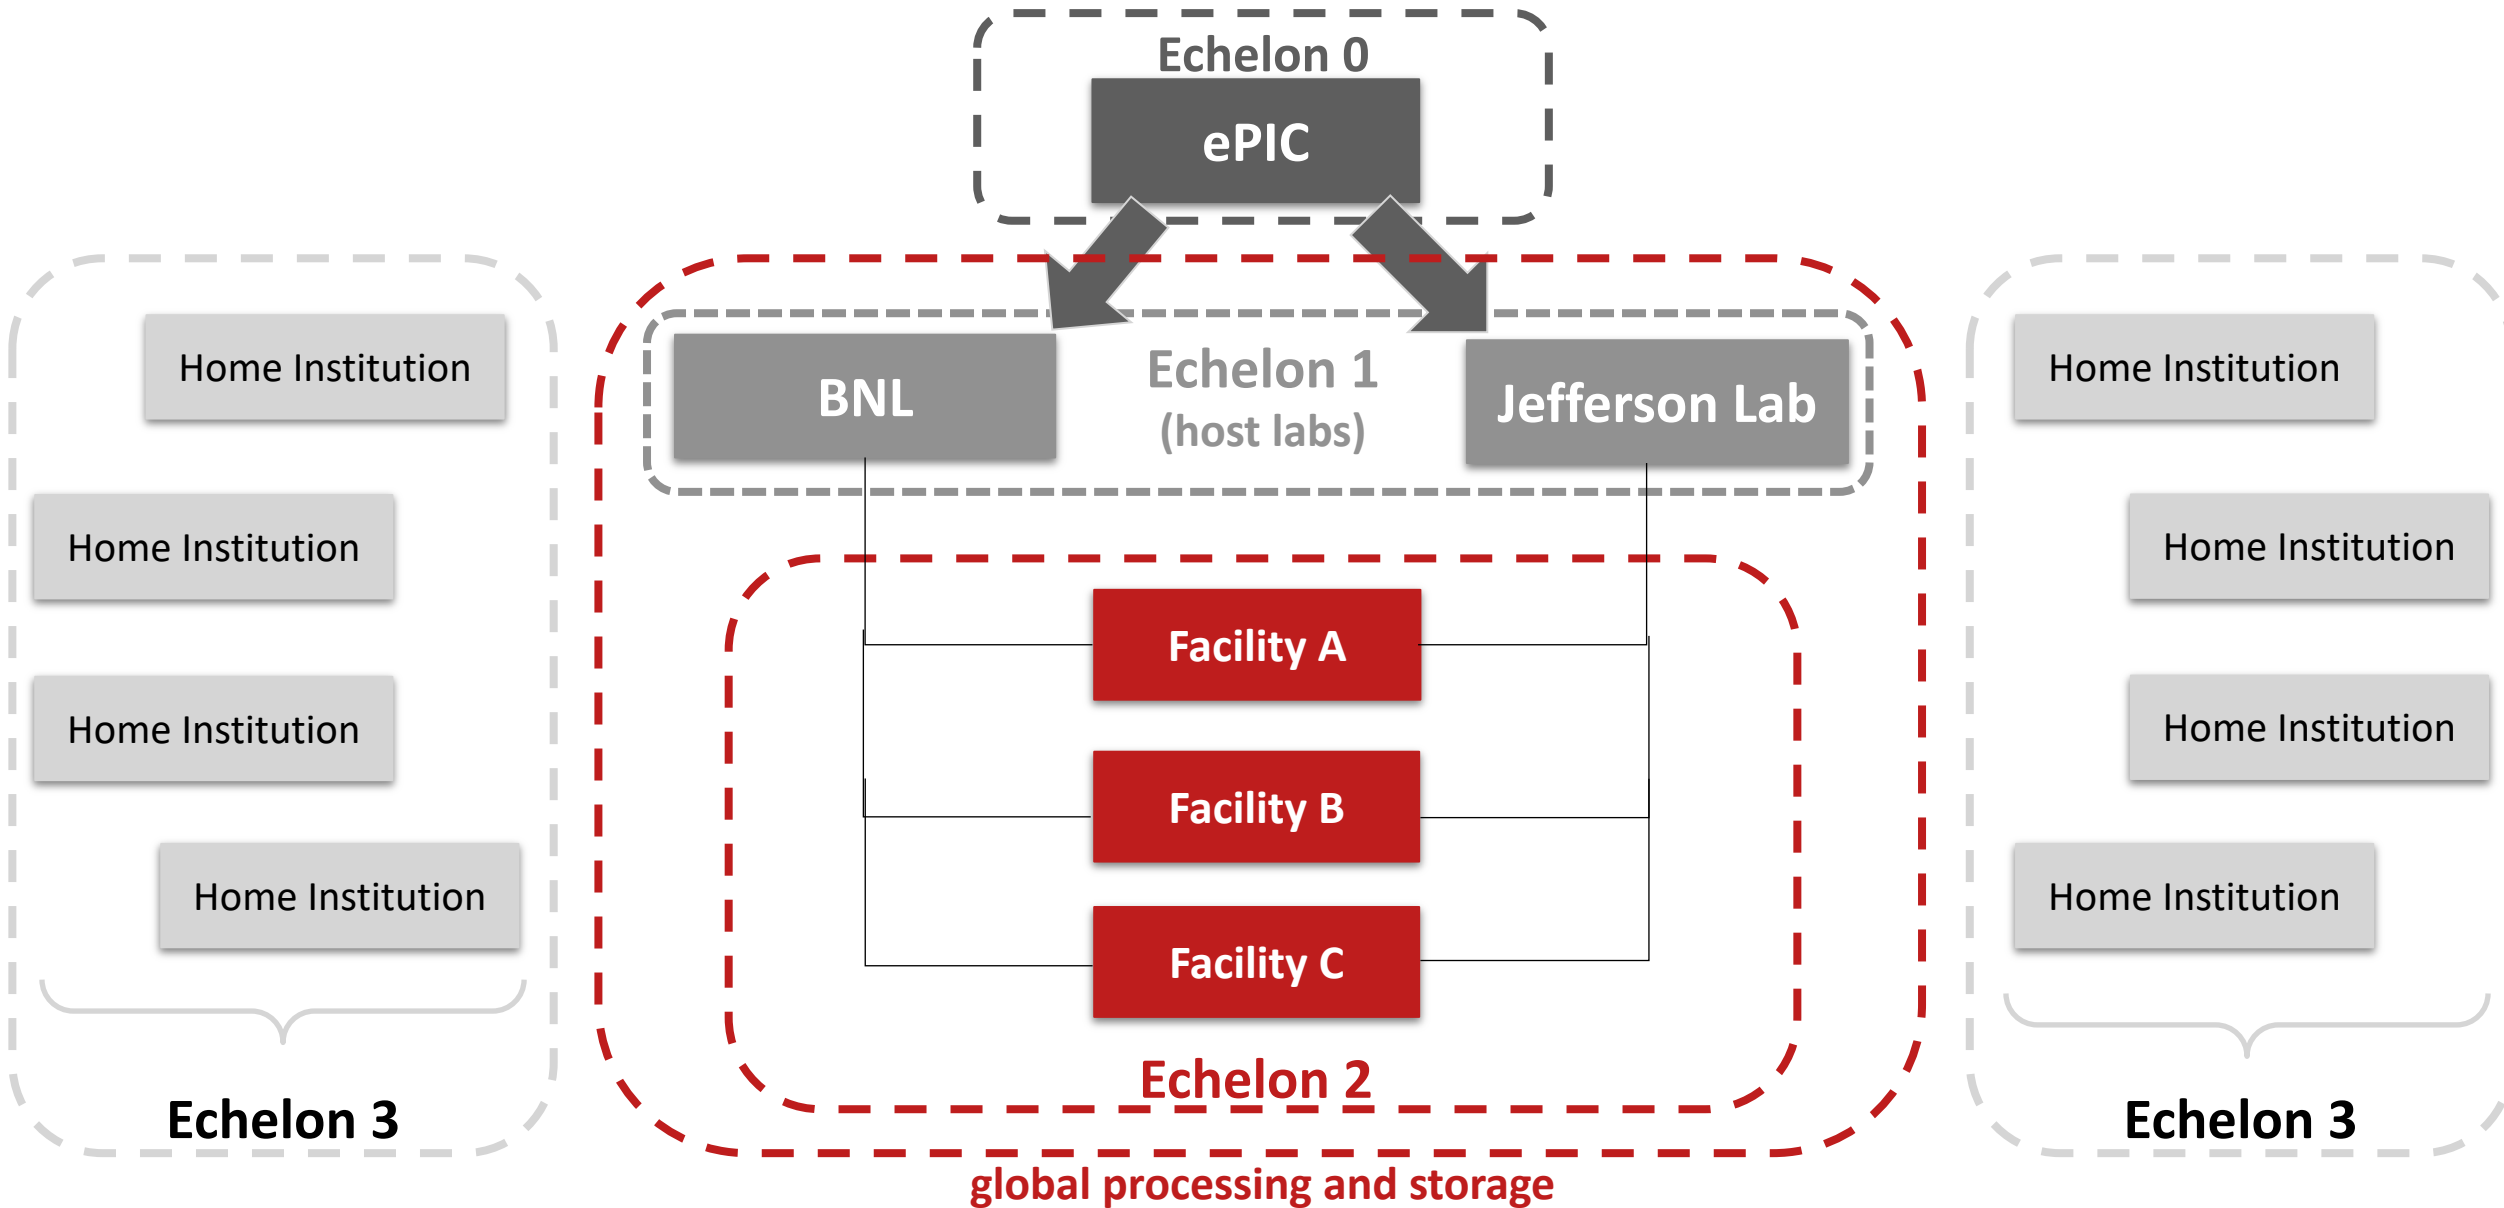 Echelon 0
ePIC
BNL
Echelon 1
(host labs)
Jefferson Lab
Home Institution
Home Institution
Home Institution
Home Institution
Echelon 3
Facility A
Facility B
Facility C
Echelon 2
global processing and storage
Home Institution
Home Institution
Home Institution
Home Institution
Echelon 3